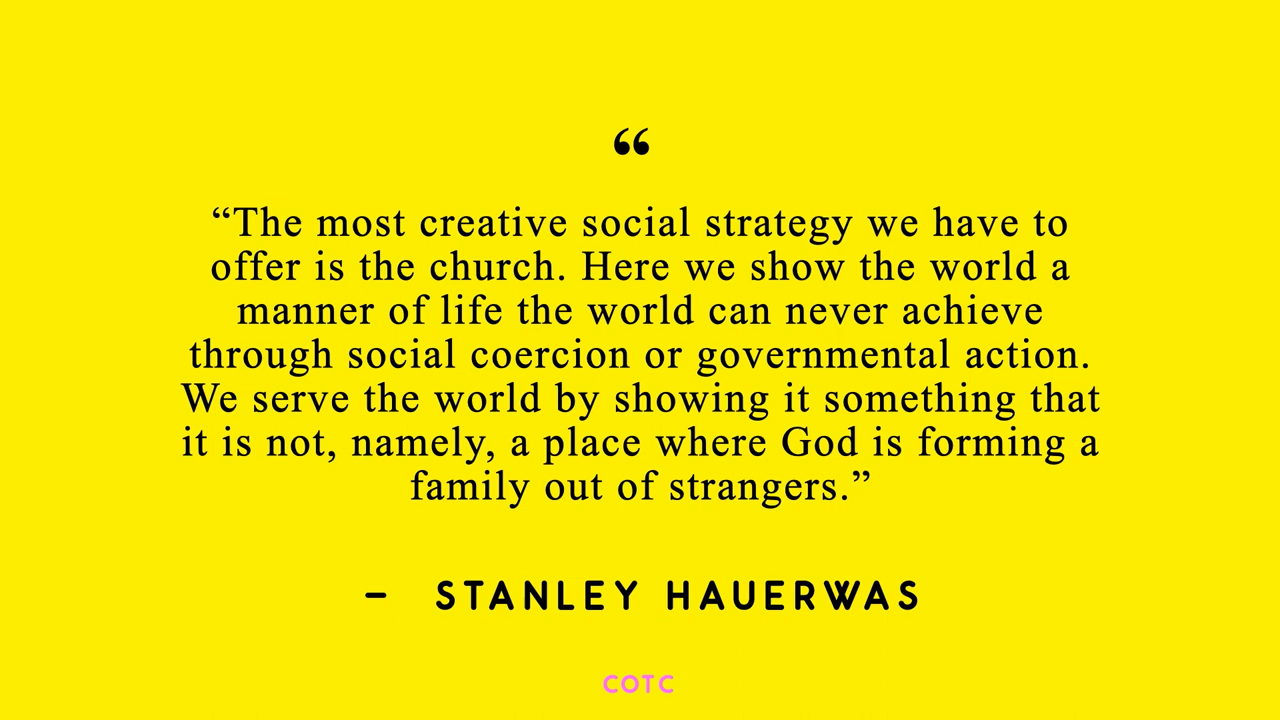 “
“The most creative social strategy we have to
offer is the church. Here we show the world a
manner of life the world can never achieve
through social coercion or governmental action.
We serve the world by showing it something that
it is not, namely, a place where God is forming a
family out of strangers.”
– STANLEY HAUERWAS
COTC